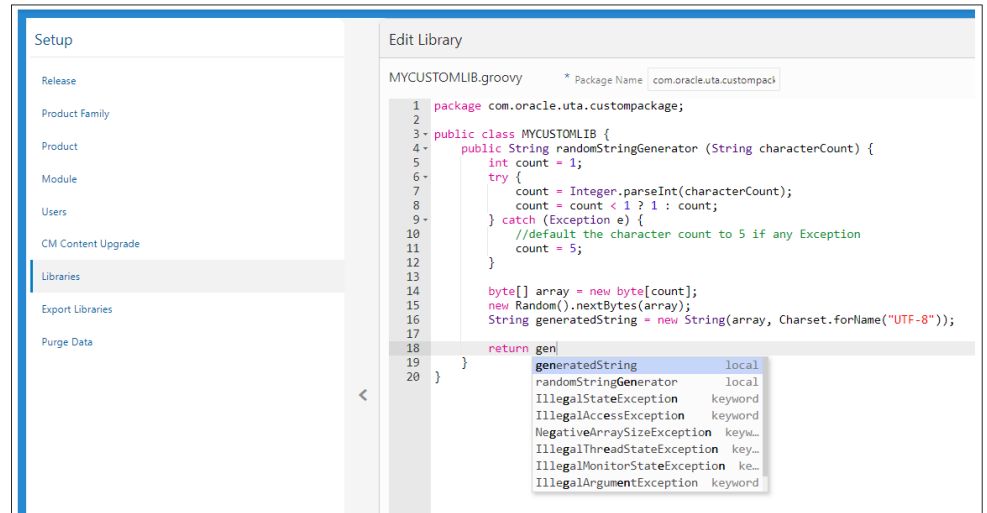 Setup
Release
Product Family
Product
Module
Users
CM Content Upgrade
Libraries
Export Libraries
Purge Data
<
Edit Library
MYCUSTOMLIB.groovy * Package Name com.oracle.uta.custompack
1 package com.oracle.uta.custompackage;
2
3 public class MYCUSTOMLIB {
4 public String randomStringGenerator (String characterCount) {
5 int count = 1;
6 try {
7 count = Integer.parseInt(characterCount);
8 count = count < 1 ? 1 : count;
9 } catch (Exception e) {
10 //default the character count to 5 if any Exception
11 count = 5;
12 }
13
14 byte[] array = new byte[count];
15 new Random().nextBytes(array);
16 String generatedString = new String(array, Charset.forName("UTF-8"));
17
18 return gen
19 }
20 }
generatedString local
randomStringGenerator local
IllegalStateException keyword
IllegalAccessException keyword
NegativeArraySizeException keyw…
IllegalThreadStateException key…
IllegalMonitorStateException ke…
IllegalArgumentException keyword